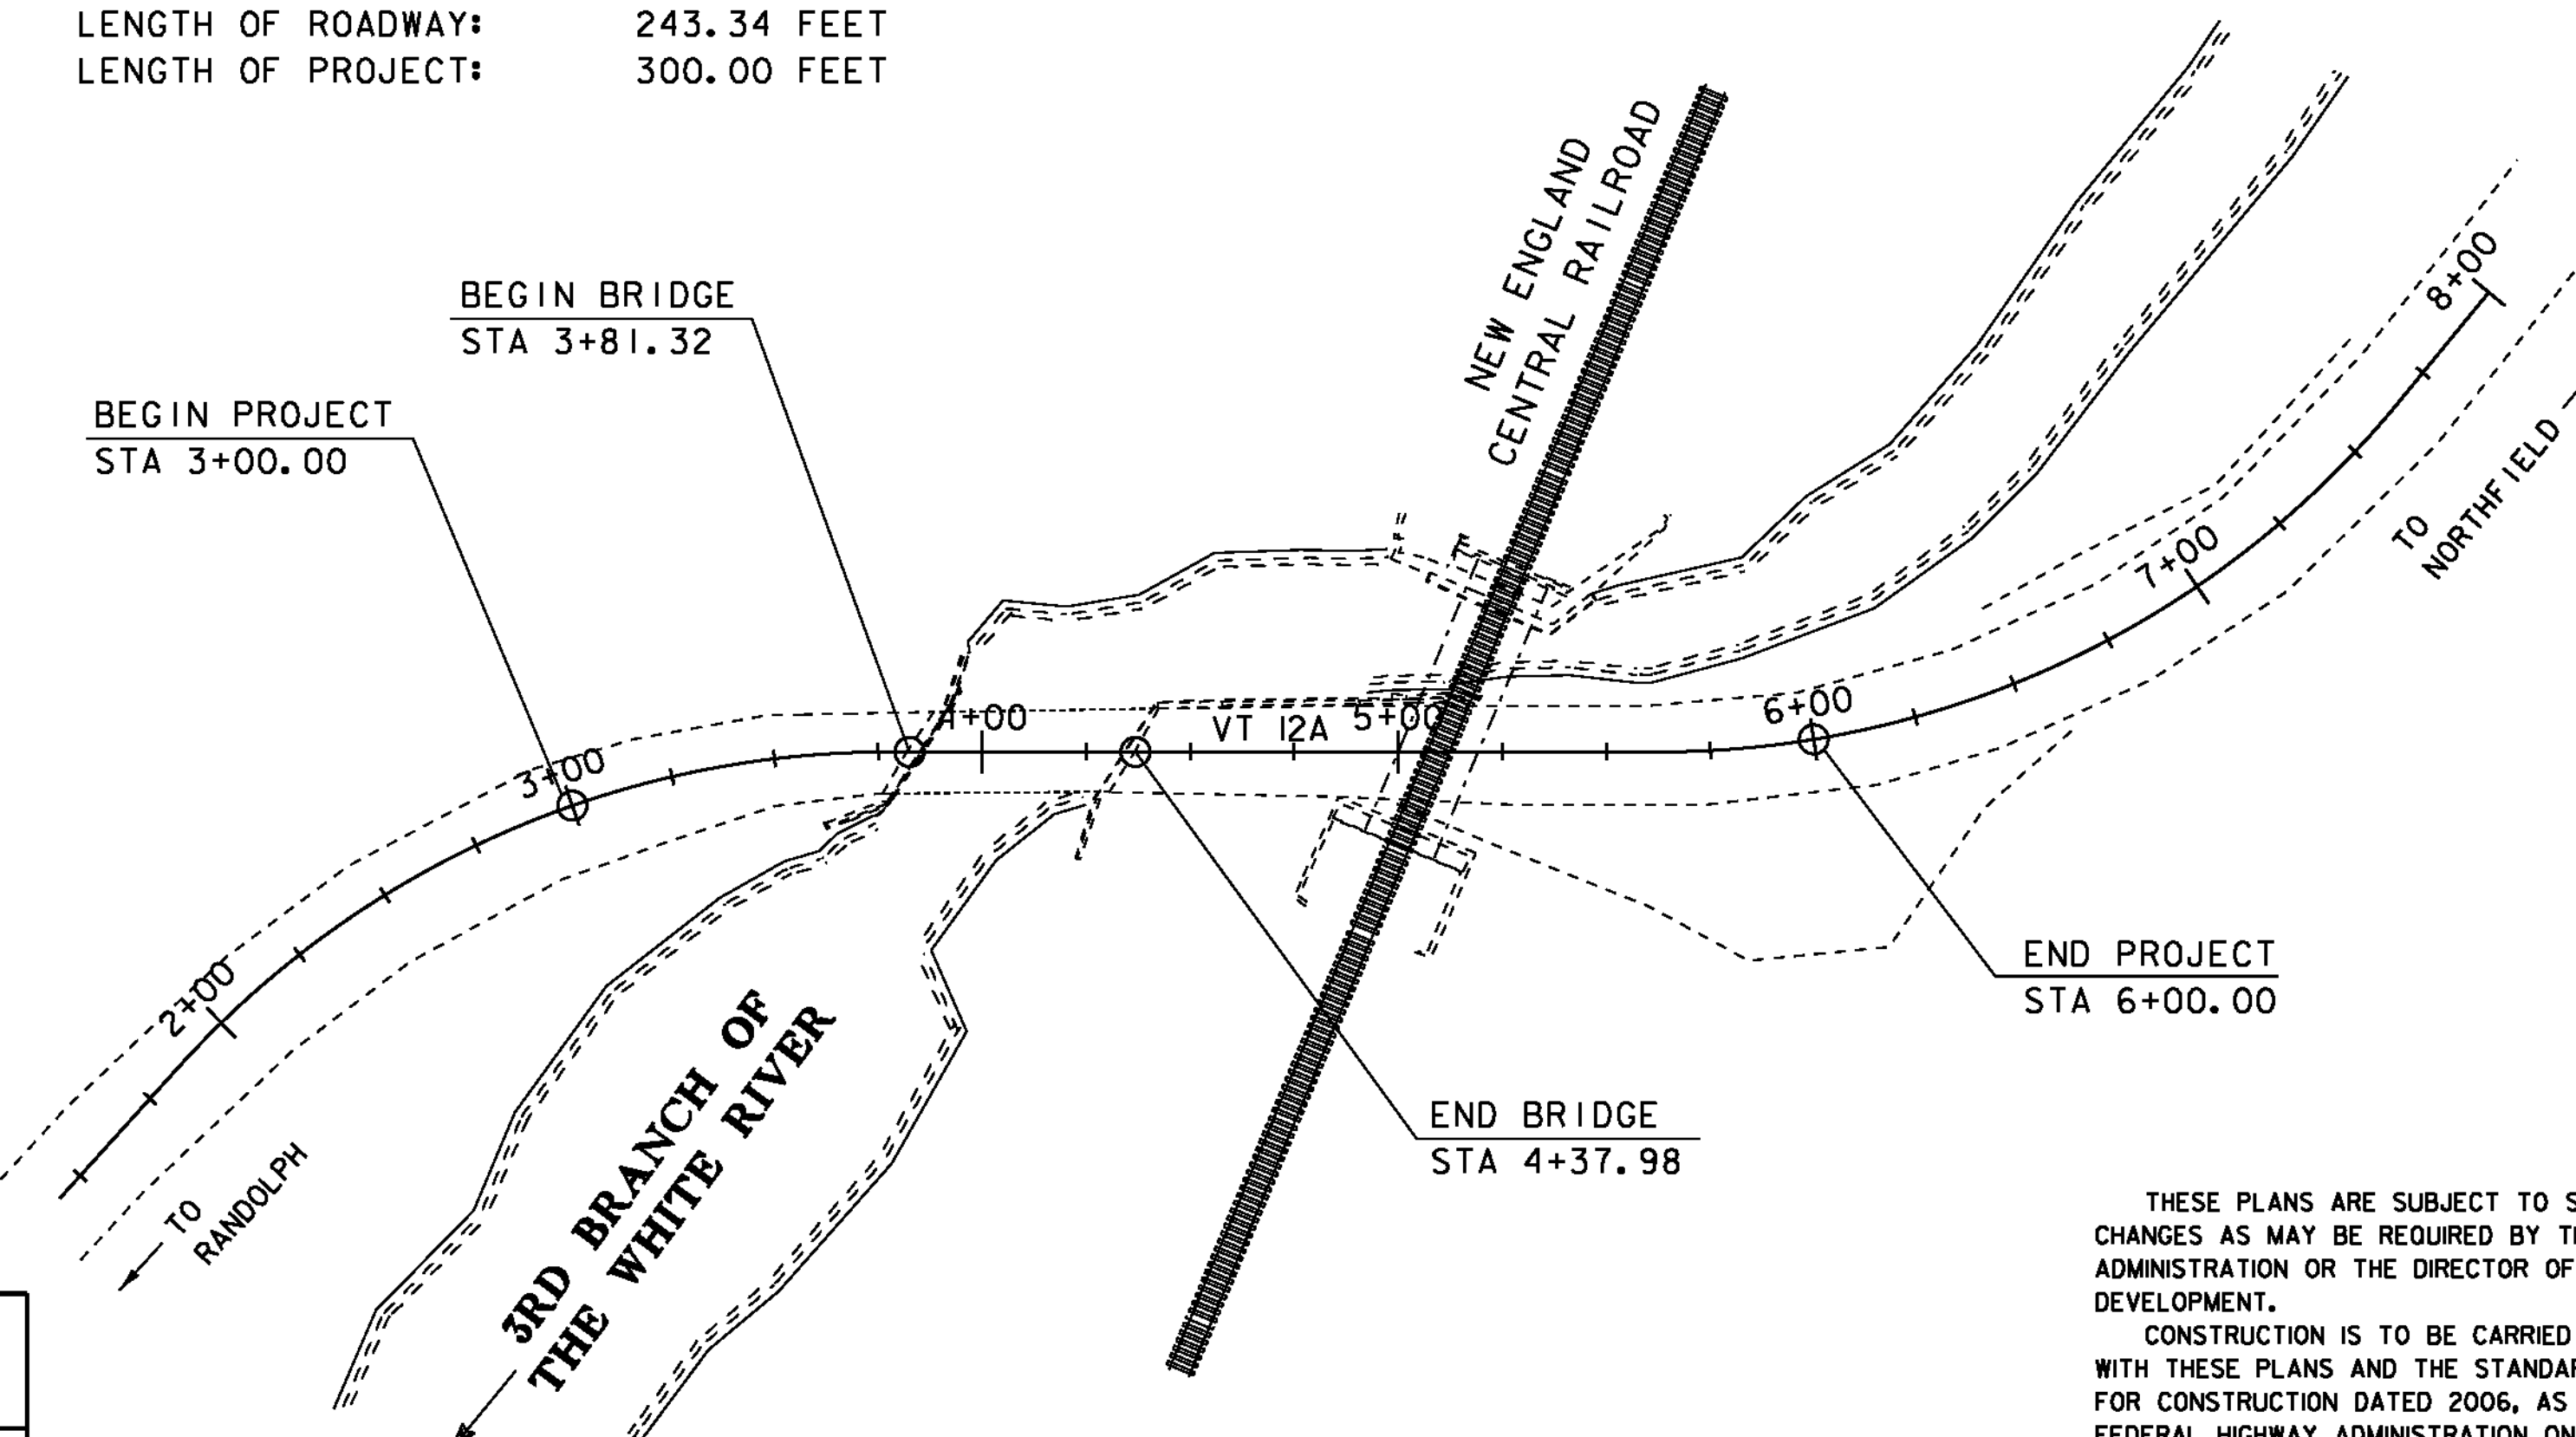 LENGTH OF ROADWAY: 243.34 FEET
LENGTH OF PROJECT: 300.00 FEET
NEW ENGLAND
CENTRAL RAILROAD
BEGIN BRIDGE
STA 3+81.32
BEGIN PROJECT
STA 3+00.00
8+00
TO
NORTHFIELD
7+00
6+00
5+00
VT 12A
4+00
3+00
2+00
END PROJECT
STA 6+00.00
END BRIDGE
STA 4+37.98
TO
RANDOLPH
3RD BRANCH OF
THE WHITE RIVER
THESE PLANS ARE SUBJECT TO
CHANGES AS MAY BE REQUIRED BY
ADMINISTRATION OR THE DIRECTOR OF
DEVELOPMENT.
CONSTRUCTION IS TO BE CARRIED
WITH THESE PLANS AND THE
FOR CONSTRUCTION DATED 2006, AS
FEDERAL HIGHWAY ADMINISTRATION ON